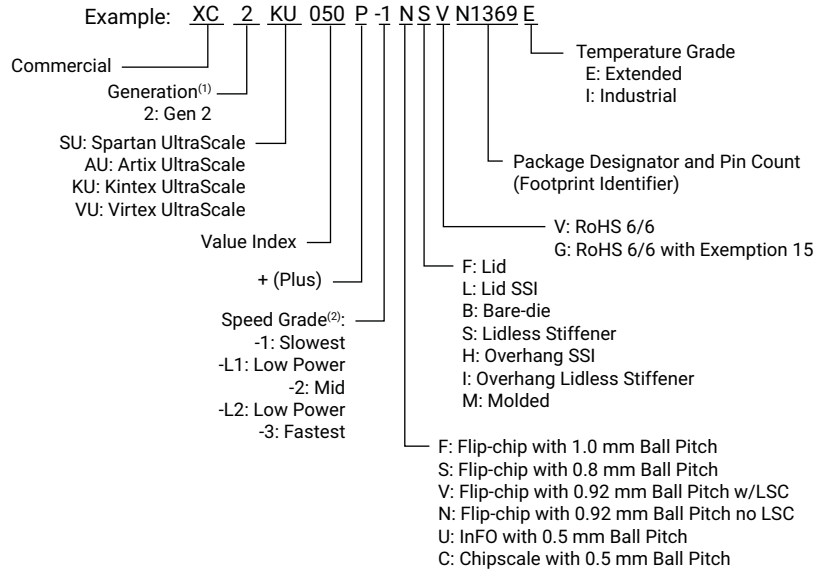 Example: XC 2 KU 050 P -1 N S V N1369 E
Temperature Grade
E: Extended
I: Industrial
Commercial
Generation(1)
2: Gen 2
SU: Spartan UltraScale
AU: Artix UltraScale
KU: Kintex UltraScale
VU: Virtex UltraScale
Package Designator and Pin Count
(Footprint Identifier)
Value Index
V: RoHS 6/6
G: RoHS 6/6 with Exemption 15
+ (Plus)
F: Lid
L: Lid SSI
B: Bare-die
S: Lidless Stiffener
H: Overhang SSI
I: Overhang Lidless Stiffener
M: Molded
Speed Grade(2):
-1: Slowest
-L1: Low Power
-2: Mid
-L2: Low Power
-3: Fastest
F: Flip-chip with 1.0 mm Ball Pitch
S: Flip-chip with 0.8 mm Ball Pitch
V: Flip-chip with 0.92 mm Ball Pitch w/LSC
N: Flip-chip with 0.92 mm Ball Pitch no LSC
U: InFO with 0.5 mm Ball Pitch
C: Chipscale with 0.5 mm Ball Pitch